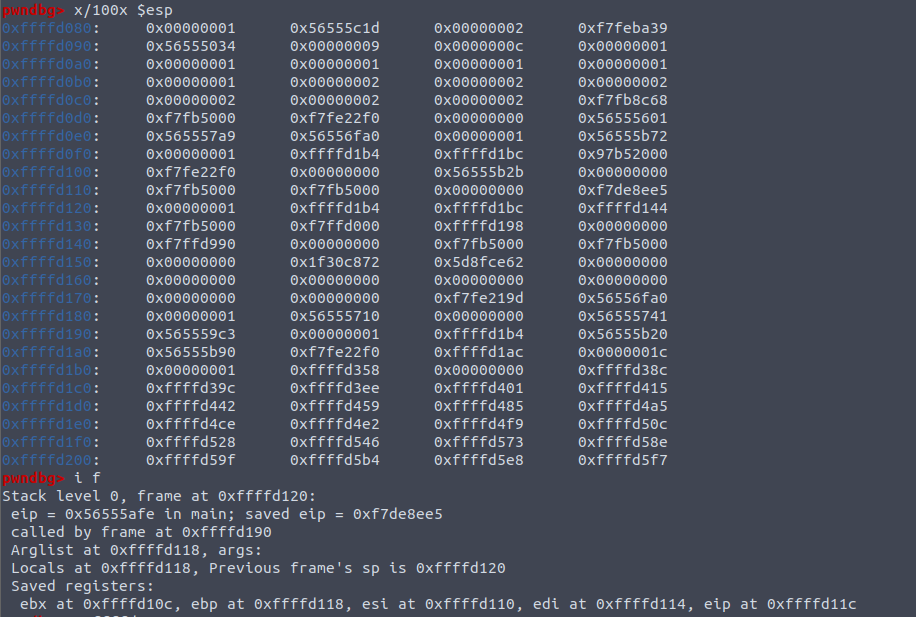 pwndbg> x/100x $esp
0xffffd080: 0x00000001 0x56555c1d 0x00000002 0xf7feba39
0xffffd090: 0x56555034 0x00000009 0x0000000c 0x00000001
0xffffd0a0: 0x00000001 0x00000001 0x00000001 0x00000001
0xffffd0b0: 0x00000001 0x00000002 0x00000002 0x00000002
0xffffd0c0: 0x00000002 0x00000002 0x00000002 0xf7fb8c68
0xffffd0d0: 0xf7fb5000 0xf7fe22f0 0x00000000 0x56555601
0xffffd0e0: 0x565557a9 0x56556fa0 0x00000001 0x56555b72
0xffffd0f0: 0x00000001 0xffffd1b4 0xffffd1bc 0x97b52000
0xffffd100: 0xf7fe22f0 0x00000000 0x56555b2b 0x00000000
0xffffd110: 0xf7fb5000 0xf7fb5000 0x00000000 0xf7de8ee5
0xffffd120: 0x00000001 0xffffd1b4 0xffffd1bc 0xffffd144
0xffffd130: 0xf7fb5000 0xf7ffd000 0xffffd198 0x00000000
0xffffd140: 0xf7ffd990 0x00000000 0xf7fb5000 0xf7fb5000
0xffffd150: 0x00000000 0x1f30c872 0x5d8fce62 0x00000000
0xffffd160: 0x00000000 0x00000000 0x00000000 0x00000000
0xffffd170: 0x00000000 0x00000000 0xf7fe219d 0x56556fa0
0xffffd180: 0x00000001 0x56555710 0x00000000 0x56555741
0xffffd190: 0x565559c3 0x00000001 0xffffd1b4 0x56555b20
0xffffd1a0: 0x56555b90 0xf7fe22f0 0xffffd1ac 0x0000001c
0xffffd1b0: 0x00000001 0xffffd358 0x00000000 0xffffd38c
0xffffd1c0: 0xffffd39c 0xffffd3ee 0xffffd401 0xffffd415
0xffffd1d0: 0xffffd442 0xffffd459 0xffffd485 0xffffd4a5
0xffffd1e0: 0xffffd4ce 0xffffd4e2 0xffffd4f9 0xffffd50c
0xffffd1f0: 0xffffd528 0xffffd546 0xffffd573 0xffffd58e
0xffffd200: 0xffffd59f 0xffffd5b4 0xffffd5e8 0xffffd5f7
pwndbg> i f
Stack level 0, frame at 0xffffd120:
eip = 0x56555afe in main; saved eip = 0xf7de8ee5
called by frame at 0xffffd190
Arglist at 0xffffd118, args:
Locals at 0xffffd118, Previous frame's sp is 0xffffd120
Saved registers:
ebx at 0xffffd10c, ebp at 0xffffd118, esi at 0xffffd110, edi at 0xffffd114, eip at 0xffffd11c